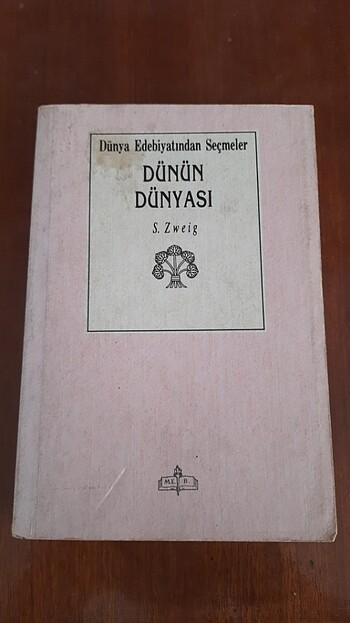 Dünya Edebiyatından Seçmeler
DÜNÜN
DÜNYASI
S. Zweig
M.E. B.